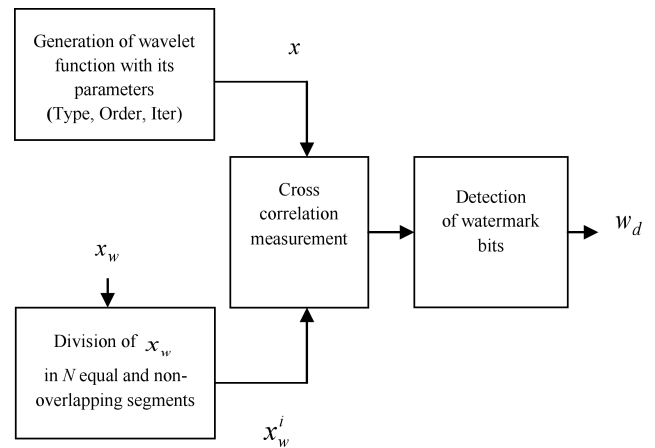 Generation of wavelet
function with its
parameters
(Type, Order, Iter)
x
Cross
correlation
measurement
Detection
of watermark
bits
w_d
x_w
Division of x_w
in N equal and non-
overlapping segments
x_w^i